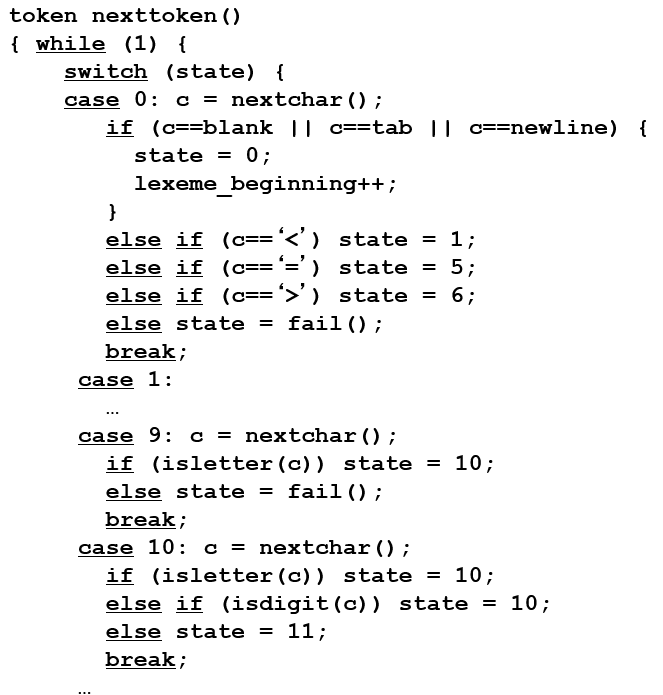 token nexttoken()
{ while (1) {
    switch (state) {
    case 0: c = nextchar();
       if (c==blank || c==tab || c==newline) {
         state = 0;
         lexeme_beginning++;
       }
       else if (c==‘<’) state = 1;
       else if (c==‘=’) state = 5;
       else if (c==‘>’) state = 6;
       else state = fail();
       break;
     case 1:
       …
     case 9: c = nextchar();
       if (isletter(c)) state = 10;
       else state = fail();
       break;
     case 10: c = nextchar();
       if (isletter(c)) state = 10;
       else if (isdigit(c)) state = 10;
       else state = 11;
       break;
     …